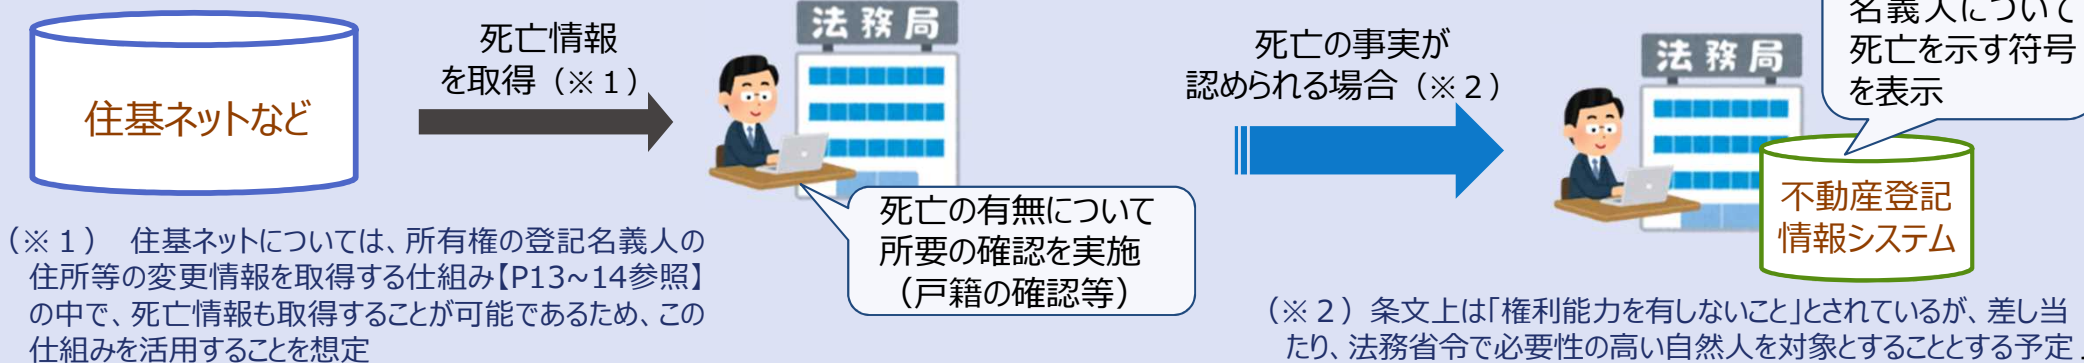 住基ネットなど
死亡情報
を取得（※１）
法務局
死亡の有無について
所要の確認を実施
（戸籍の確認等）
死亡の事実が
認められる場合（※２）
法務局
名義人について
死亡を示す符号
を表示
不動産登記
情報システム
（※１）　住基ネットについては、所有権の登記名義人の
住所等の変更情報を取得する仕組み【P13~14参照】
の中で、死亡情報も取得することが可能であるため、この
仕組みを活用することを想定
（※２）条文上は「権利能力を有しないこと」とされているが、差し当
たり、法務省令で必要性の高い自然人を対象とすることとする予定